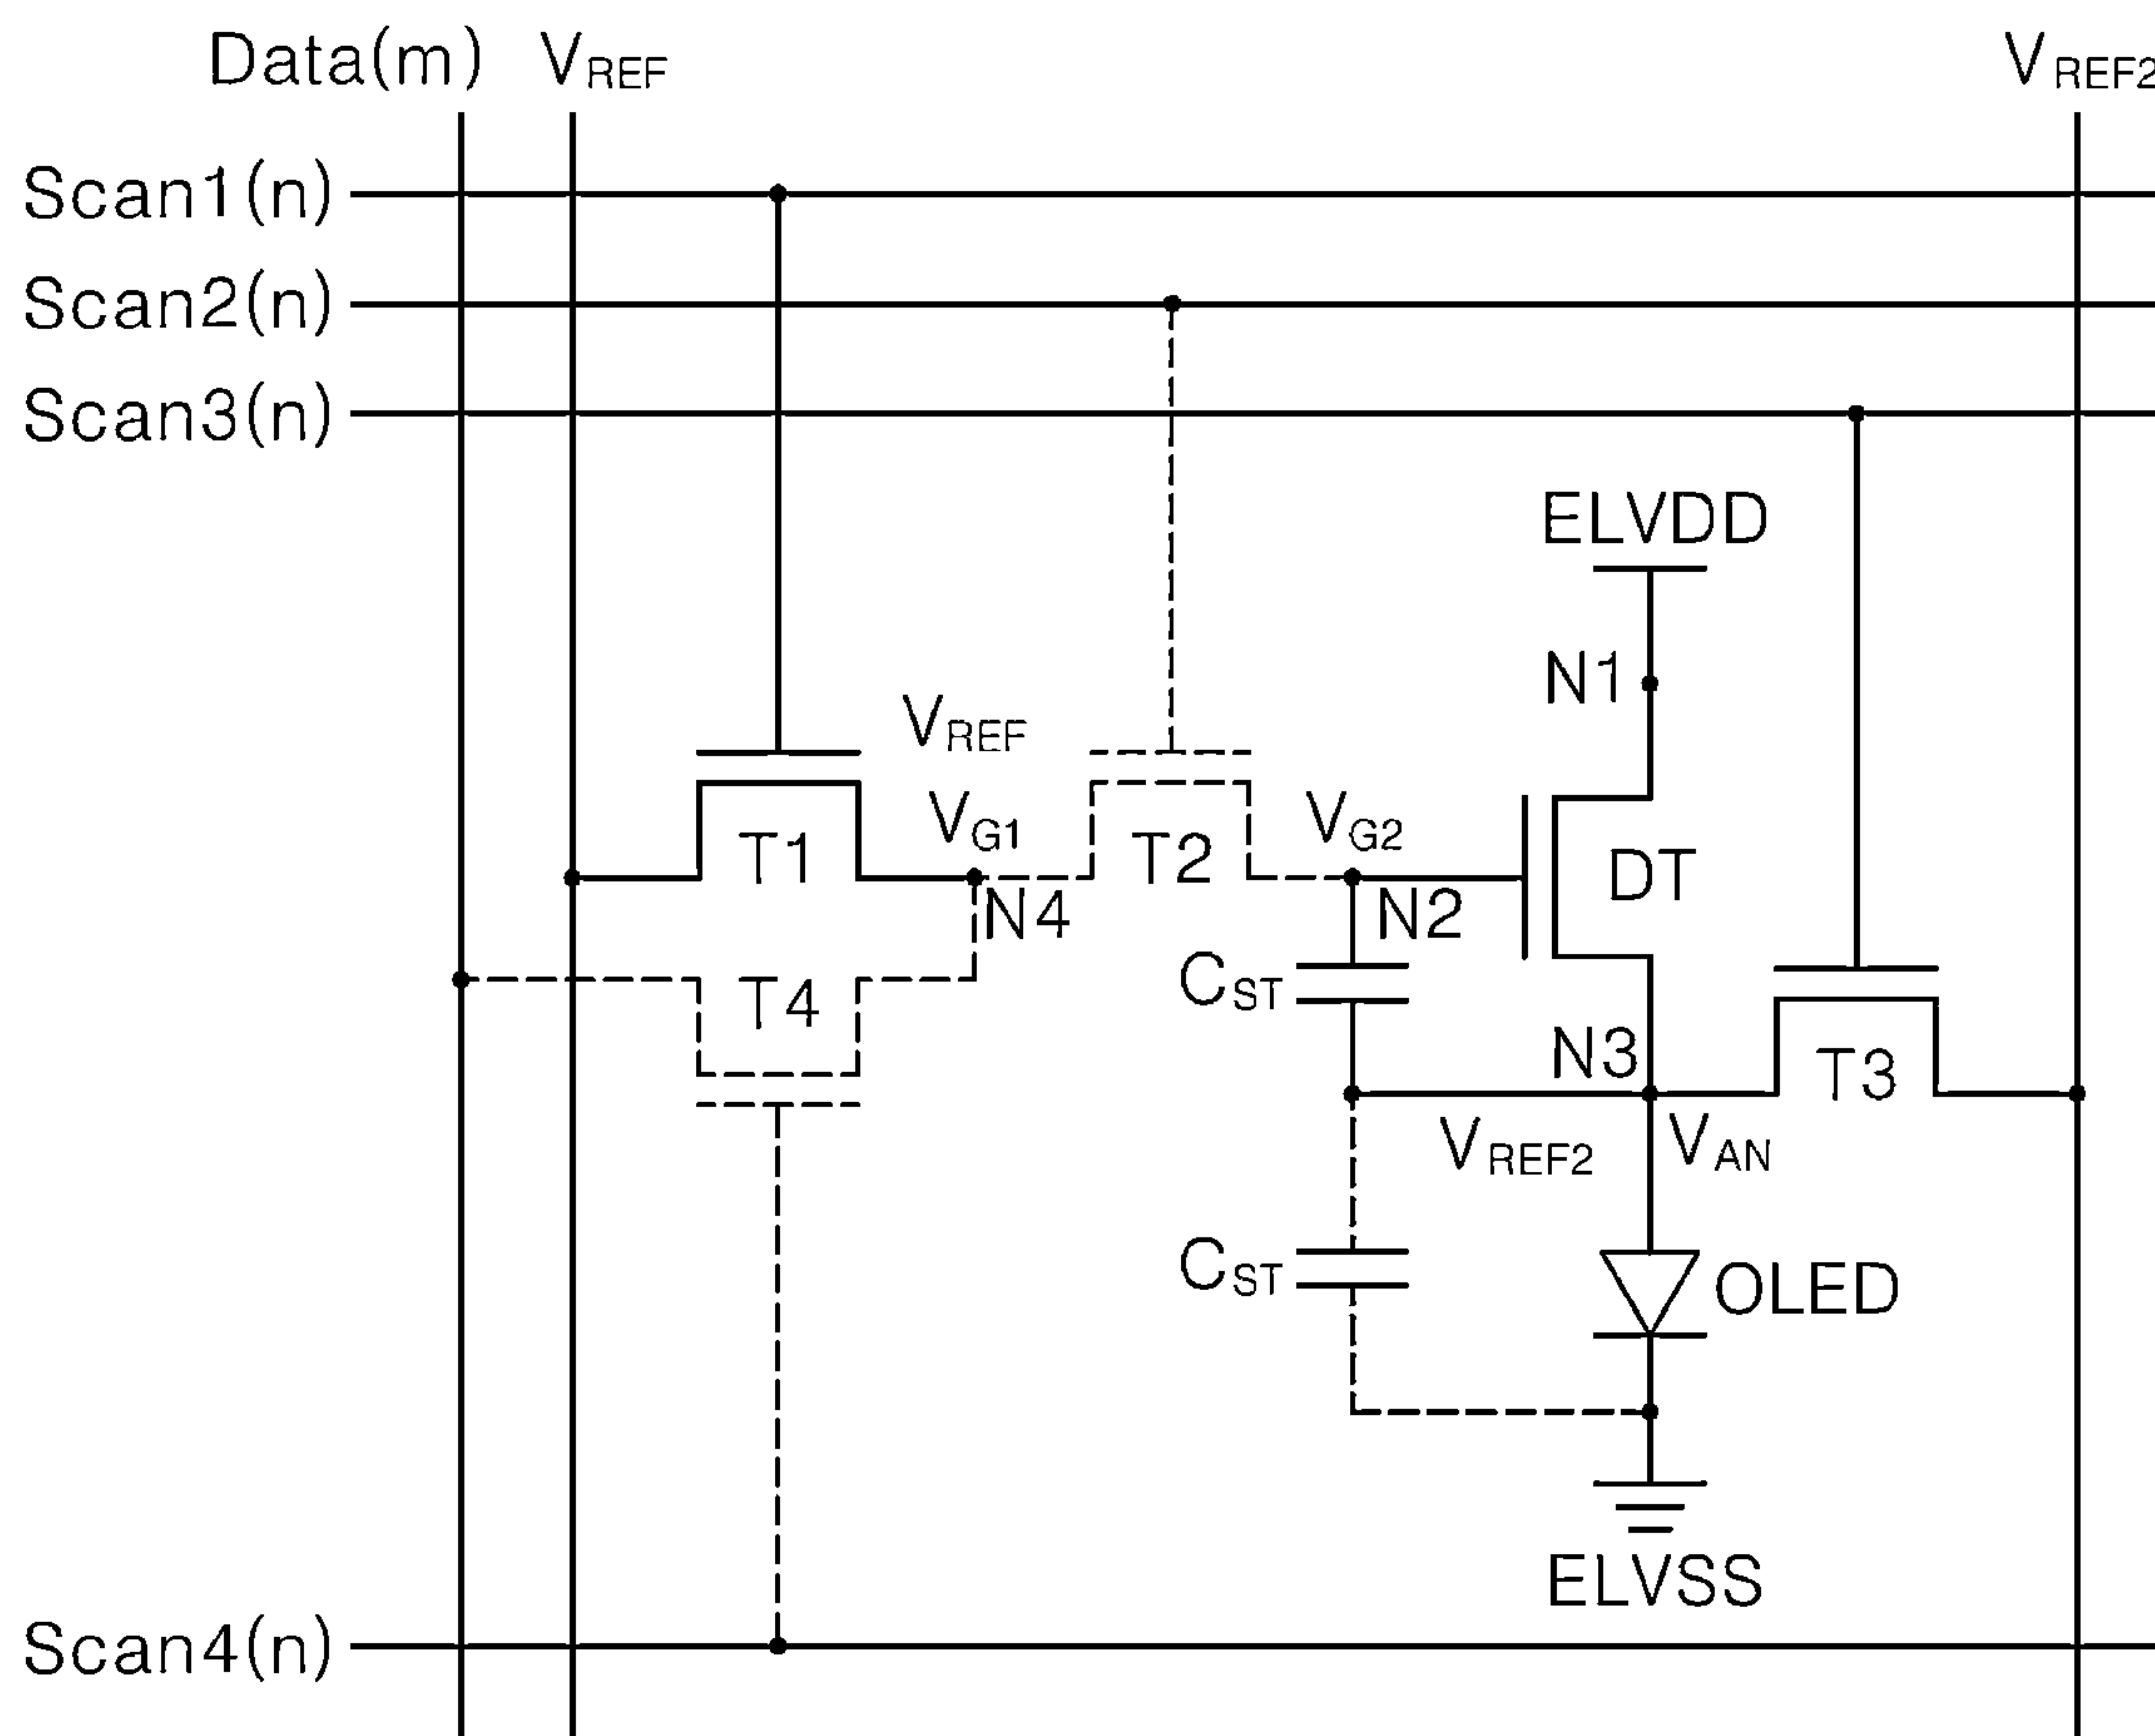 Data(m) VREF VREF2
Scan1(n)
Scan2(n)
Scan3(n)
ELVDD
N1
VREF
VG1 VG2
T1 T2 DT
N4 N2
CST
T4
N3
T3
VREF2 VAN
CST
OLED
ELVSS
Scan4(n)